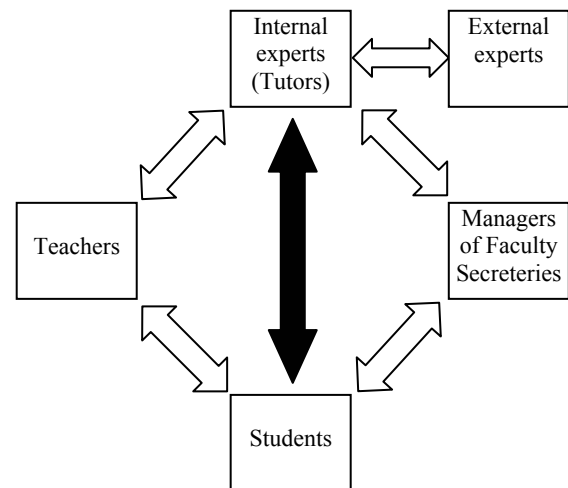 Internal
experts
(Tutors)
External
experts
Teachers
Managers
of Faculty
Secreteries
Students